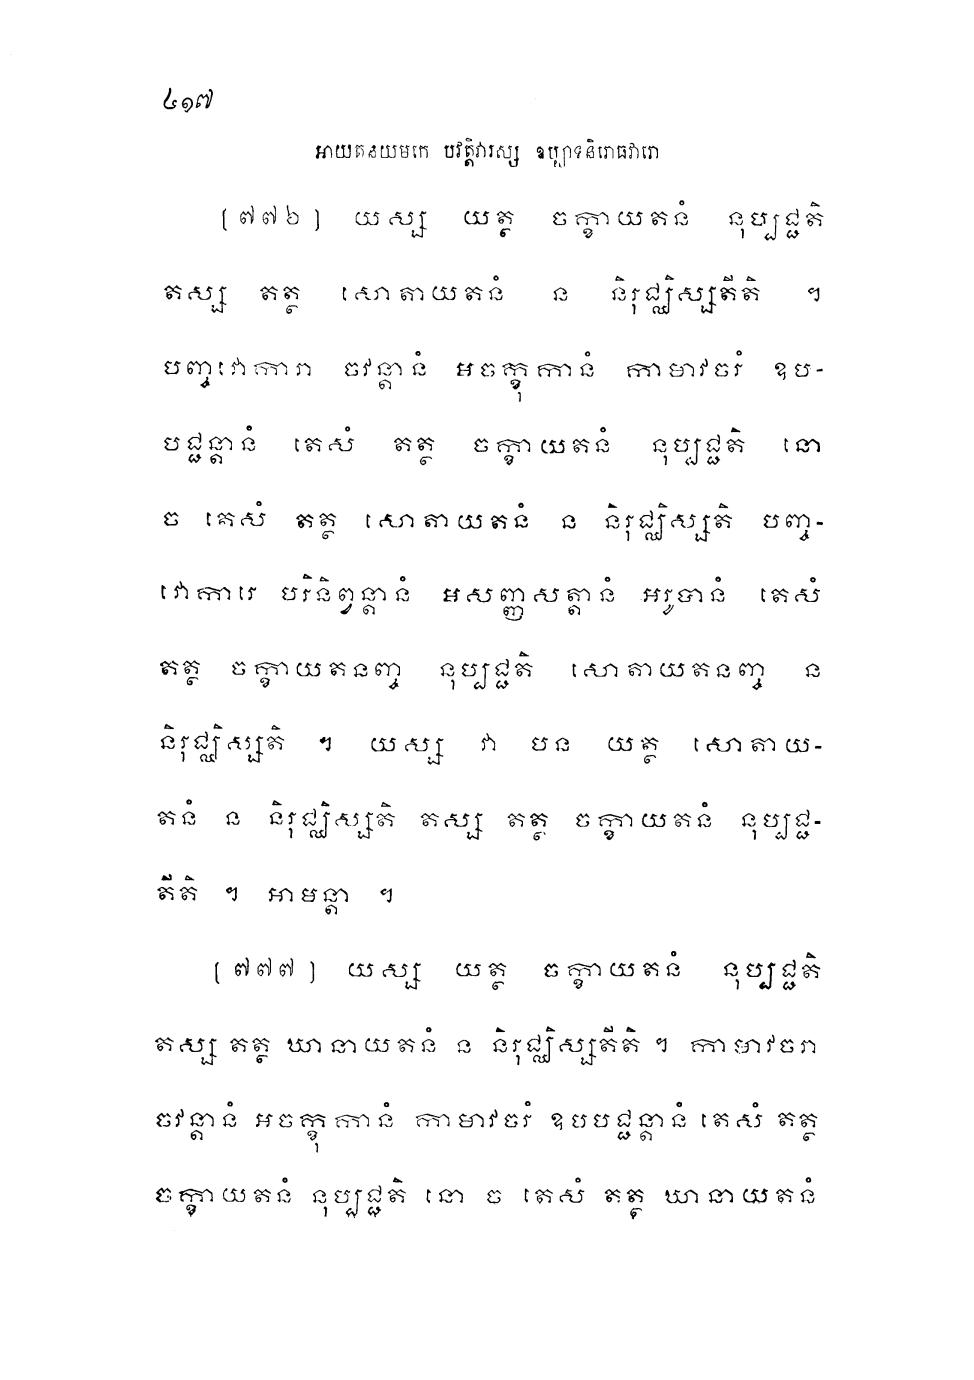 ៤១៧
អាយតនយមកេ បវត្តិវារស្ស ឧប្បាទនិរោធវារោ
[៧៧៦] យស្ស យត្ថ ចក្ខាយតនំ នុប្បជ្ជតិ
តស្ស តត្ថ សោតាយតនំ ន និរុជ្ឈិស្សតីតិ ។
បញ្ចវោការា ចវន្តានំ អចក្ខុកានំ កាមាវចរំ ឧប-
បជ្ជន្តានំ តេសំ តត្ថ ចក្ខាយតនំ នុប្បជ្ជតិ នោ
ច តេសំ តត្ថ សោតាយតនំ ន និរុជ្ឈិស្សតិ បញ្ច-
វោការេ បរិនិព្វន្តានំ អសញ្ញសត្តានំ អរូបានំ តេសំ
តត្ថ ចក្ខាយតនញ្ច នុប្បជ្ជតិ សោតាយតនញ្ច ន
និរុជ្ឈិស្សតិ ។ យស្ស វា បន យត្ថ សោតាយ-
តនំ ន និរុជ្ឈិស្សតិ តស្ស តត្ថ ចក្ខាយតនំ នុប្បជ្ជ-
តីតិ ។ អាមន្តា ។
[៧៧៧] យស្ស យត្ថ ចក្ខាយតនំ នុប្បជ្ជតិ
តស្ស តត្ថ ឃានាយតនំ ន និរុជ្ឈិស្សតីតិ ។ កាមាវចរា
ចវន្តានំ អចក្ខុកានំ កាមាវចរំ ឧបបជ្ជន្តានំ តេសំ តត្ថ
ចក្ខាយតនំ នុប្បជ្ជតិ នោ ច តេសំ តត្ថ ឃានាយតនំ